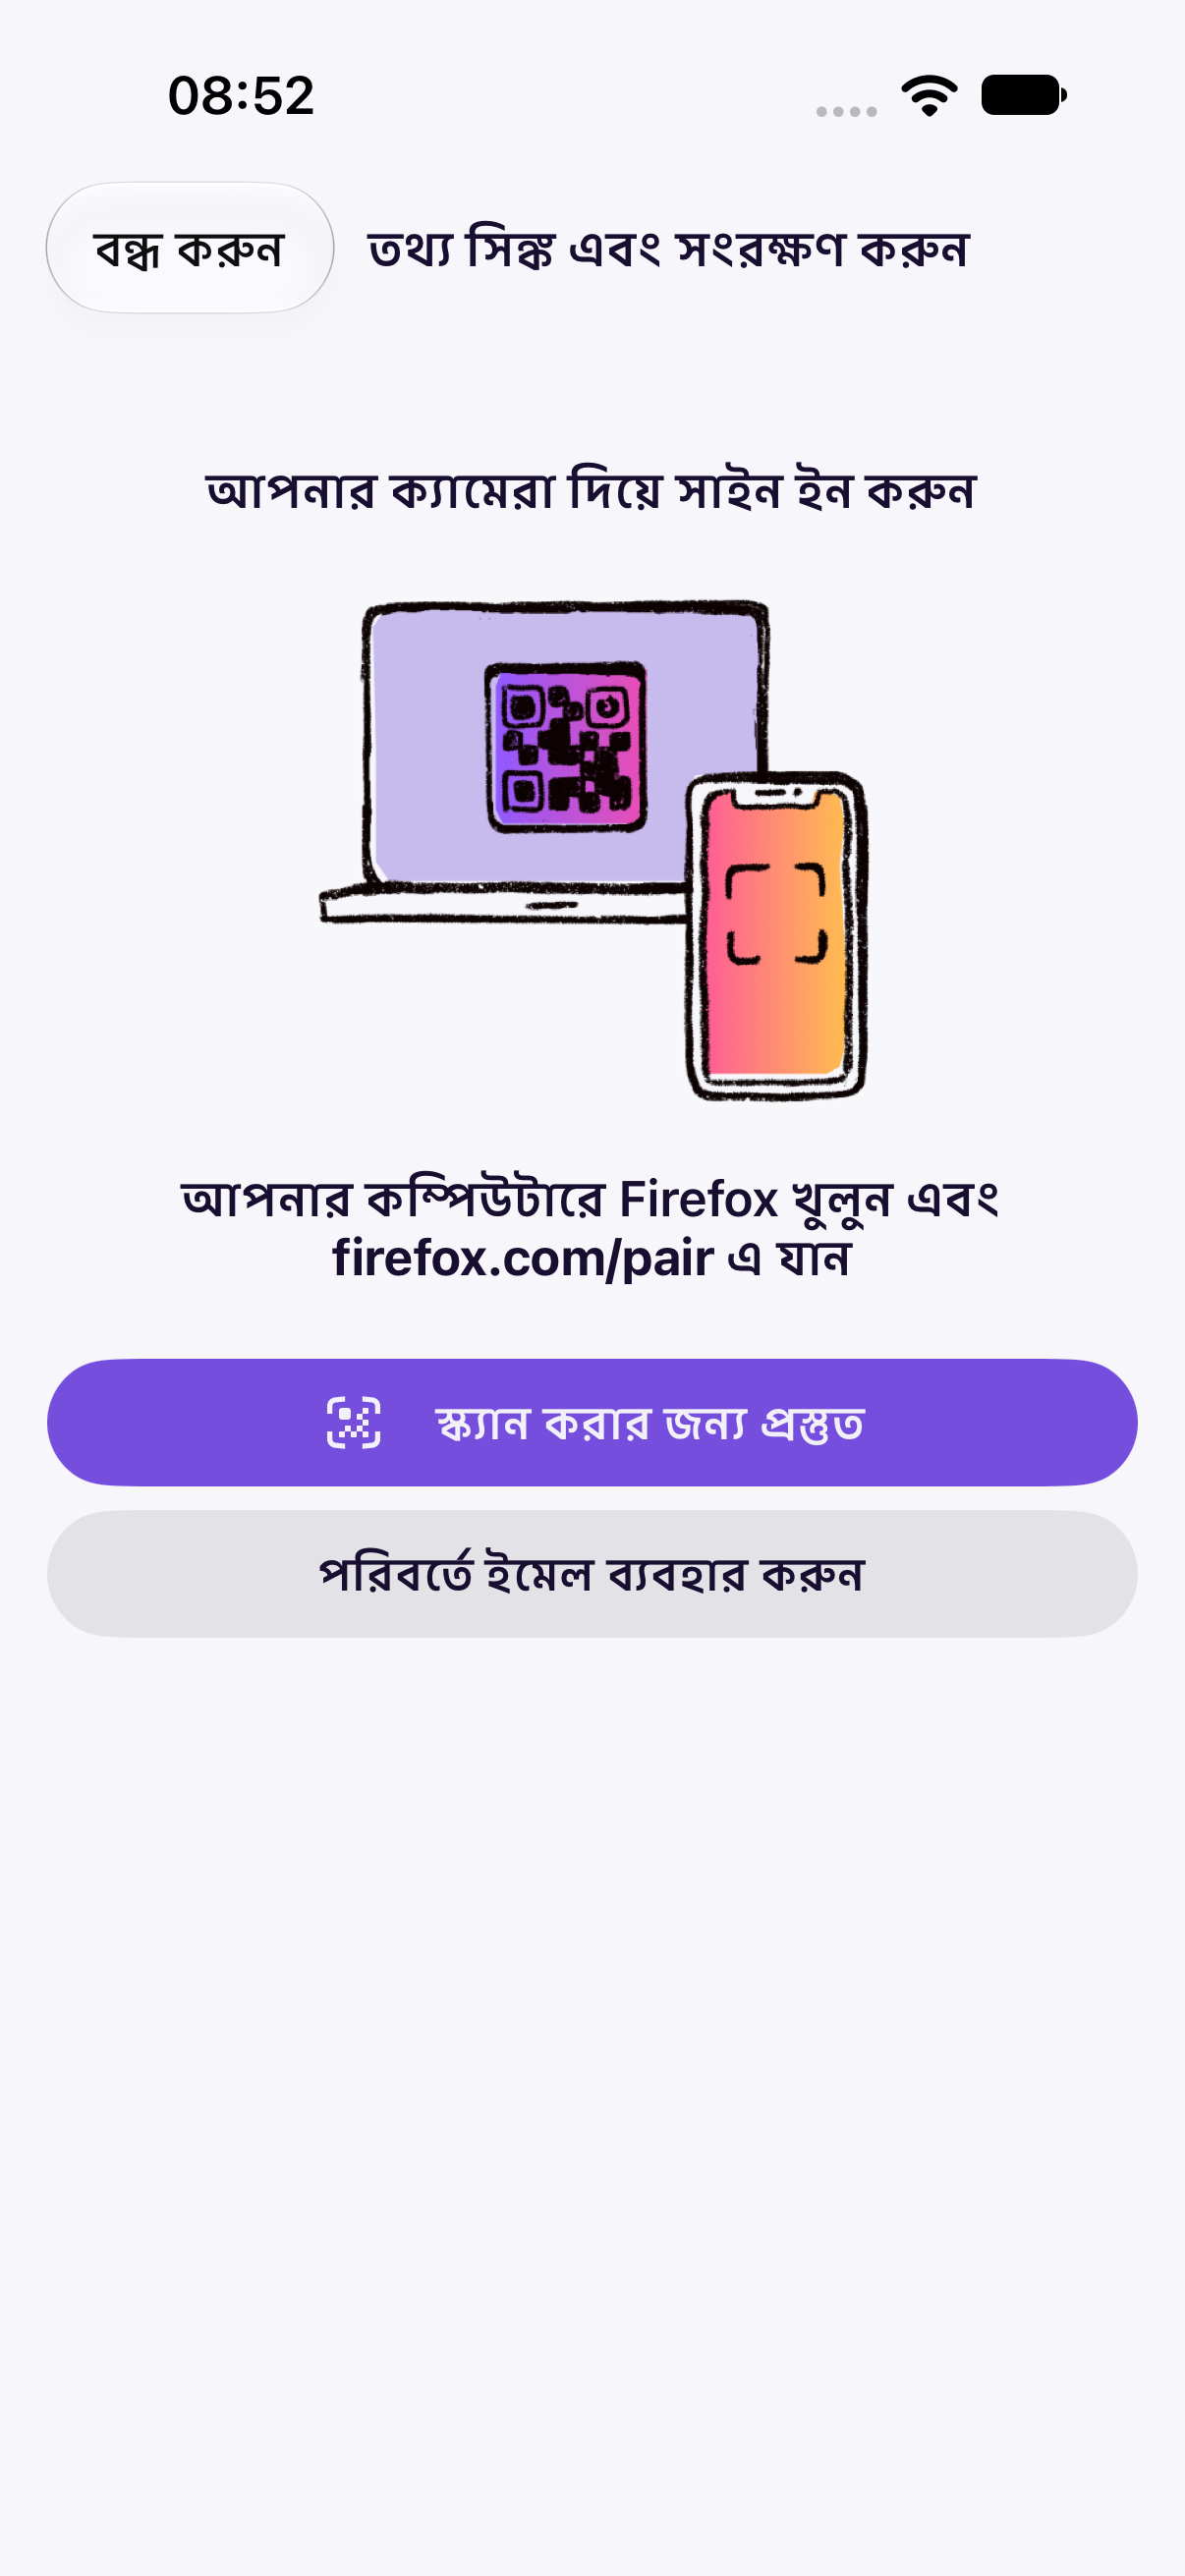 08:52
বন্ধ করুন
তথ্য সিঙ্ক এবং সংরক্ষণ করুন
আপনার ক্যামেরা দিয়ে সাইন ইন করুন
আপনার কম্পিউটারে Firefox খুলুন এবং
firefox.com/pair এ যান
স্ক্যান করার জন্য প্রস্তুত
পরিবর্তে ইমেল ব্যবহার করুন